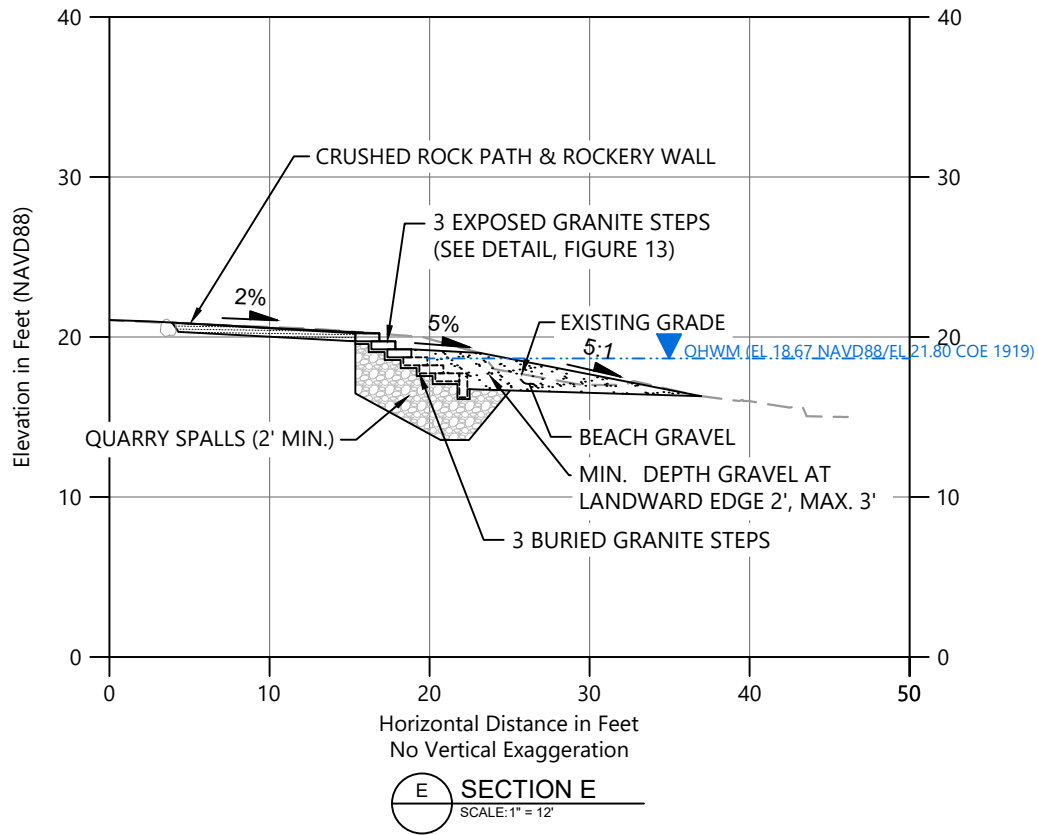 40
40
CRUSHED ROCK PATH & ROCKERY WALL
30
30
3 EXPOSED GRANITE STEPS
(SEE DETAIL, FIGURE 13)
2%
5%
EXISTING GRADE
5:1
20
20
OHWM (EL 18.67 NAVD88/EL 21.80 COE 1919)
QUARRY SPALLS (2' MIN.)
BEACH GRAVEL
MIN. DEPTH GRAVEL AT
LANDWARD EDGE 2', MAX. 3'
10
10
3 BURIED GRANITE STEPS
0
0
Elevation in Feet (NAVD88)
0 10 20 30 40 50
Horizontal Distance in Feet
No Vertical Exaggeration
E
SECTION E
SCALE: 1" = 12'